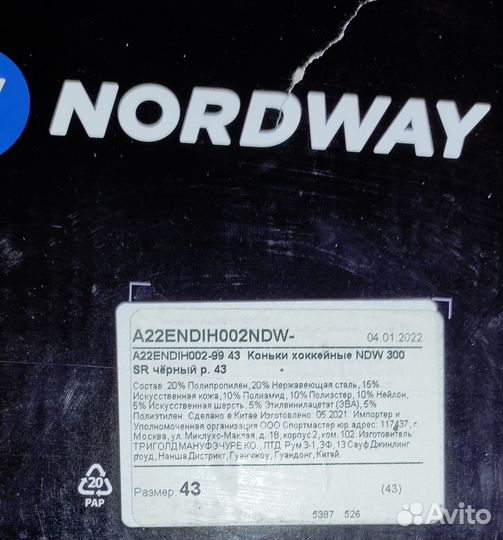 NORDWAY
A22ENDIH002NDW-
04.01.2022
A22ENDIH002-99 43 Коньки хоккейные NDW 300
SR чёрный р. 43
Состав: 20% Полипропилен, 20% Нержавеющая сталь, 15%
Искусственная кожа, 10% Полиамид, 10% Полиэстер, 10% Нейлон,
5% Искусственная шерсть, 5% Этилвинилацетат (ЭВА), 5%
Полиэтилен Сделано в Китае Изготовлено: 05.2021. Импортер и
Уполномоченная организация ООО Спортмастер юр адрес: 117437, г.
Москва, ул. Миклухо-Маклая, д. 18, корпус 2, ком. 102. Изготовитель:
ТРИГОЛД МАНУФЭЧУРЕ КО., ЛТД. Рум 3-1, 3Ф, 13 Сауф Джинлинг
роуд, Наньша Дистрикт, Гуанчжоу, Гуандонг, Китай.
Размер: 43
(43)
5387 526
20
PAP
Avito